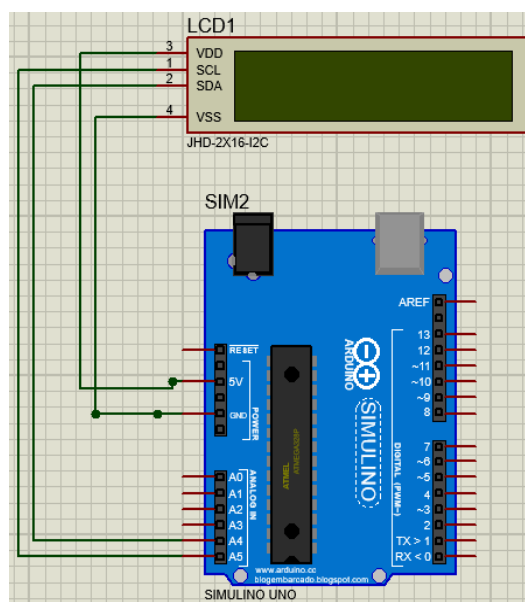 LCD1
3 VDD
1 SCL
2 SDA
4 VSS
JHD-2X16-I2C
SIM2
AREF
RESET
5V
GND
POWER
A0
A1
A2
A3
A4
A5
ANALOG IN
ATMEL
ATMEGA328P
ARDUINO
SIMULINO
13
12
~11
~10
~9
8
7
~6
~5
4
~3
2
TX > 1
RX < 0
DIGITAL (PWM~)
www.arduino.cc
blogembarcado.blogspot.com
SIMULINO UNO